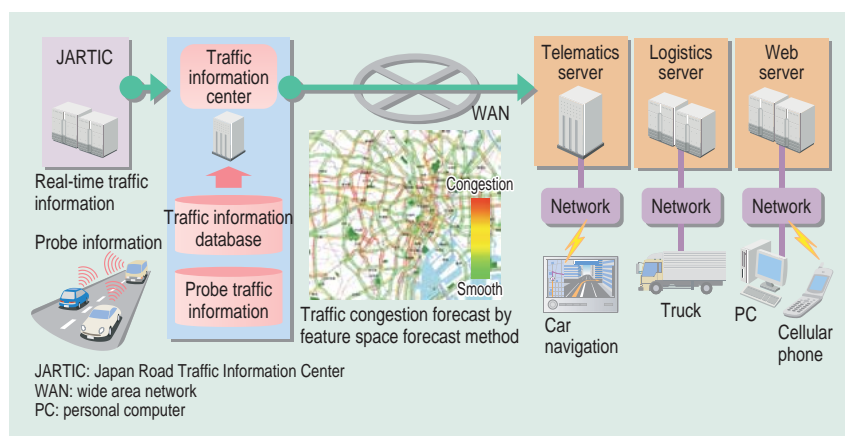 JARTIC
Real-time traffic
information
Probe information
Traffic
information
center
Traffic information
database
Probe traffic
information
WAN
Congestion
Smooth
Traffic congestion forecast by
feature space forecast method
Telematics
server
Network
Car
navigation
Logistics
server
Network
Truck
Web
server
Network
PC
Cellular
phone
JARTIC: Japan Road Traffic Information Center
WAN: wide area network
PC: personal computer